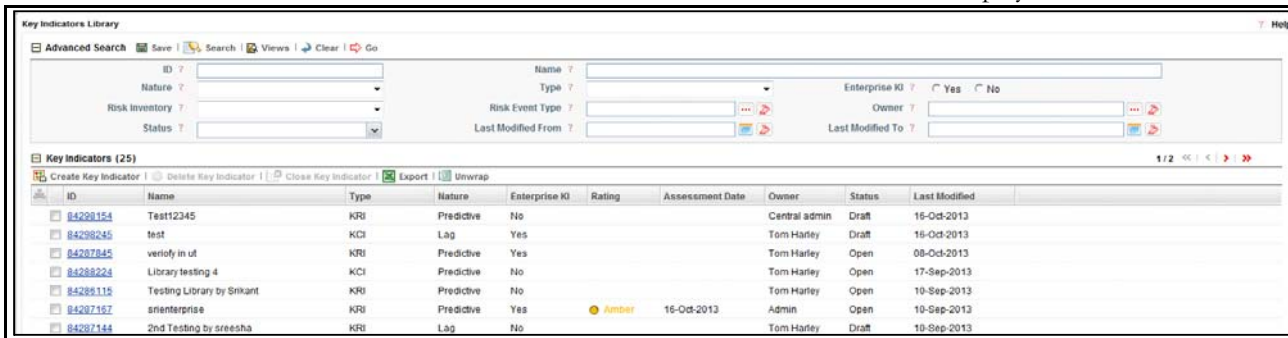 Key Indicators Library ? Help
Advanced Search Save | Search | Views | Clear | Go
ID ? Name ?
Nature ? Type ? Enterprise KI ? Yes No
Risk Inventory ? Risk Event Type ? ... Owner ? ...
Status ? Last Modified From ? Last Modified To ?
Key Indicators (25) 1 / 2 << | < | > | >>
Create Key Indicator | Delete Key Indicator | Close Key Indicator | Export | Unwrap
ID Name Type Nature Enterprise KI Rating Assessment Date Owner Status Last Modified
84298154 Test12345 KRI Predictive No Central admin Draft 16-Oct-2013
84298245 test KCI Lag Yes Tom Harley Draft 16-Oct-2013
84287845 veriofy in ut KRI Predictive Yes Tom Harley Open 08-Oct-2013
84288224 Library testing 4 KCI Predictive No Tom Harley Open 17-Sep-2013
84286115 Testing Library by Srikant KRI Predictive No Tom Harley Open 10-Sep-2013
84287167 srienterprise KRI Predictive Yes Amber 16-Oct-2013 Admin Open 10-Sep-2013
84287144 2nd Testing by sreesha KRI Lag No Tom Harley Draft 10-Sep-2013